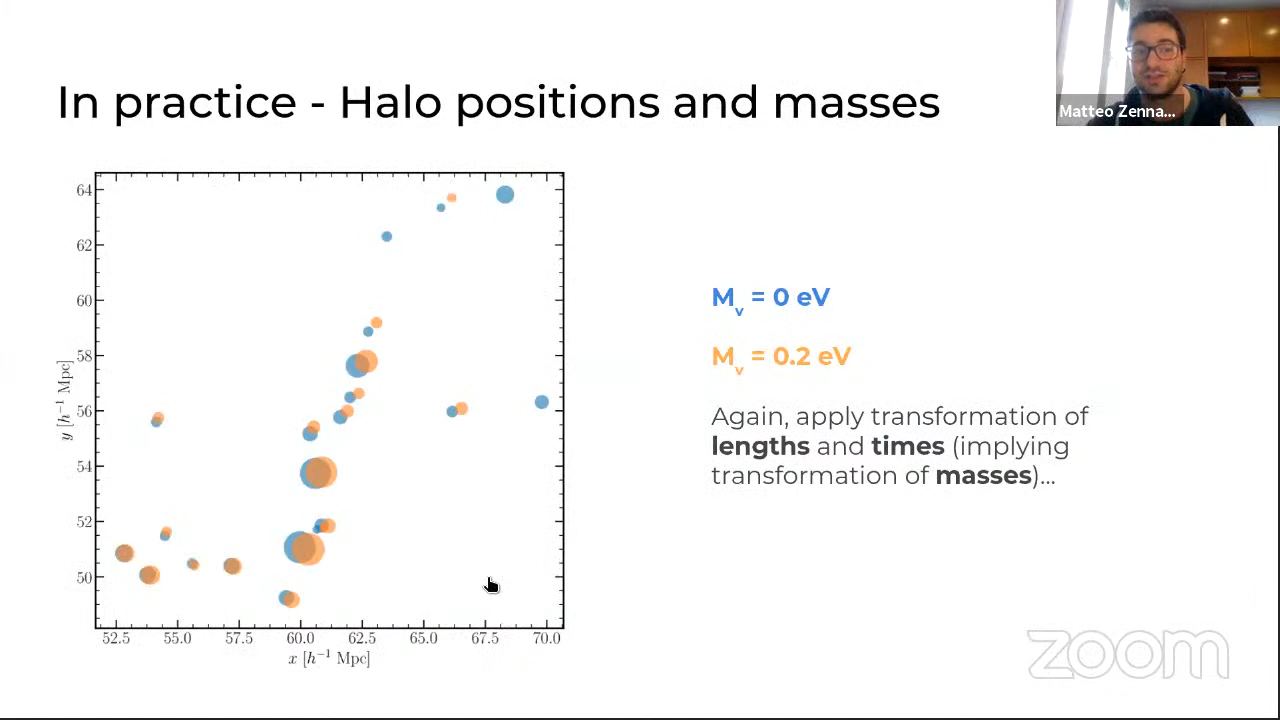 In practice - Halo positions and masses
Matteo Zenna...
64
62
60
58
56
54
52
50
y [h⁻¹ Mpc]
52.5 55.0 57.5 60.0 62.5 65.0 67.5 70.0
x [h⁻¹ Mpc]
Mᵥ = 0 eV
Mᵥ = 0.2 eV
Again, apply transformation of
lengths and times (implying
transformation of masses)...
zoom